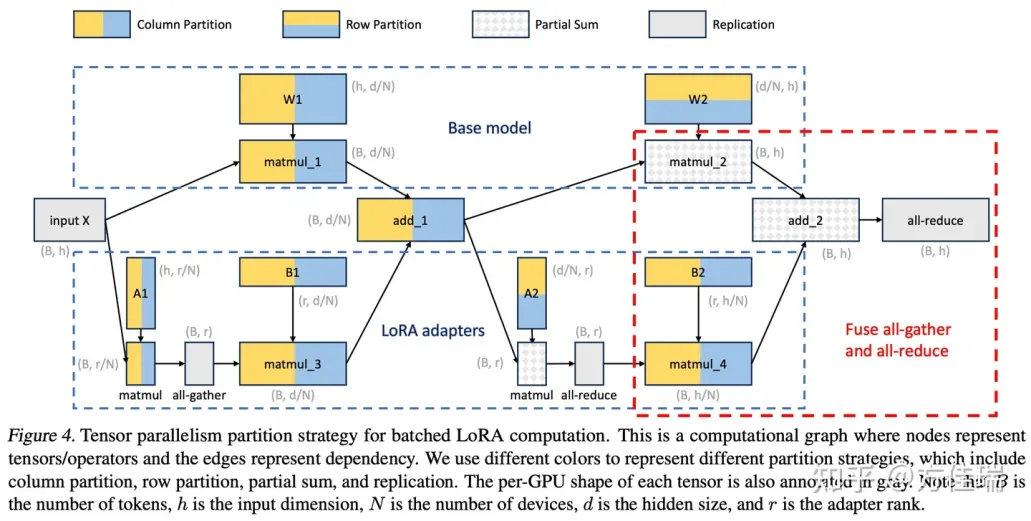 Column Partition
Row Partition
Partial Sum
Replication
W1
(h, d/N)
W2
(d/N, h)
Base model
matmul_1
(B, d/N)
matmul_2
(B, h)
input X
(B, h)
(B, d/N)
add_1
add_2
(B, h)
all-reduce
(B, h)
A1
(h, r/N)
B1
(r, d/N)
A2
(d/N, r)
B2
(r, h/N)
LoRA adapters
Fuse all-gather
and all-reduce
(B, r/N)
matmul
(B, r)
all-gather
matmul_3
(B, d/N)
(B, r)
matmul
(B, r)
all-reduce
matmul_4
(B, h/N)
Figure 4. Tensor parallelism partition strategy for batched LoRA computation. This is a computational graph where nodes represent
tensors/operators and the edges represent dependency. We use different colors to represent different partition strategies, which include
column partition, row partition, partial sum, and replication. The per-GPU shape of each tensor is also annotated in gray. Note that B is
the number of tokens, h is the input dimension, N is the number of devices, d is the hidden size, and r is the adapter rank.
知乎 @方佳瑞